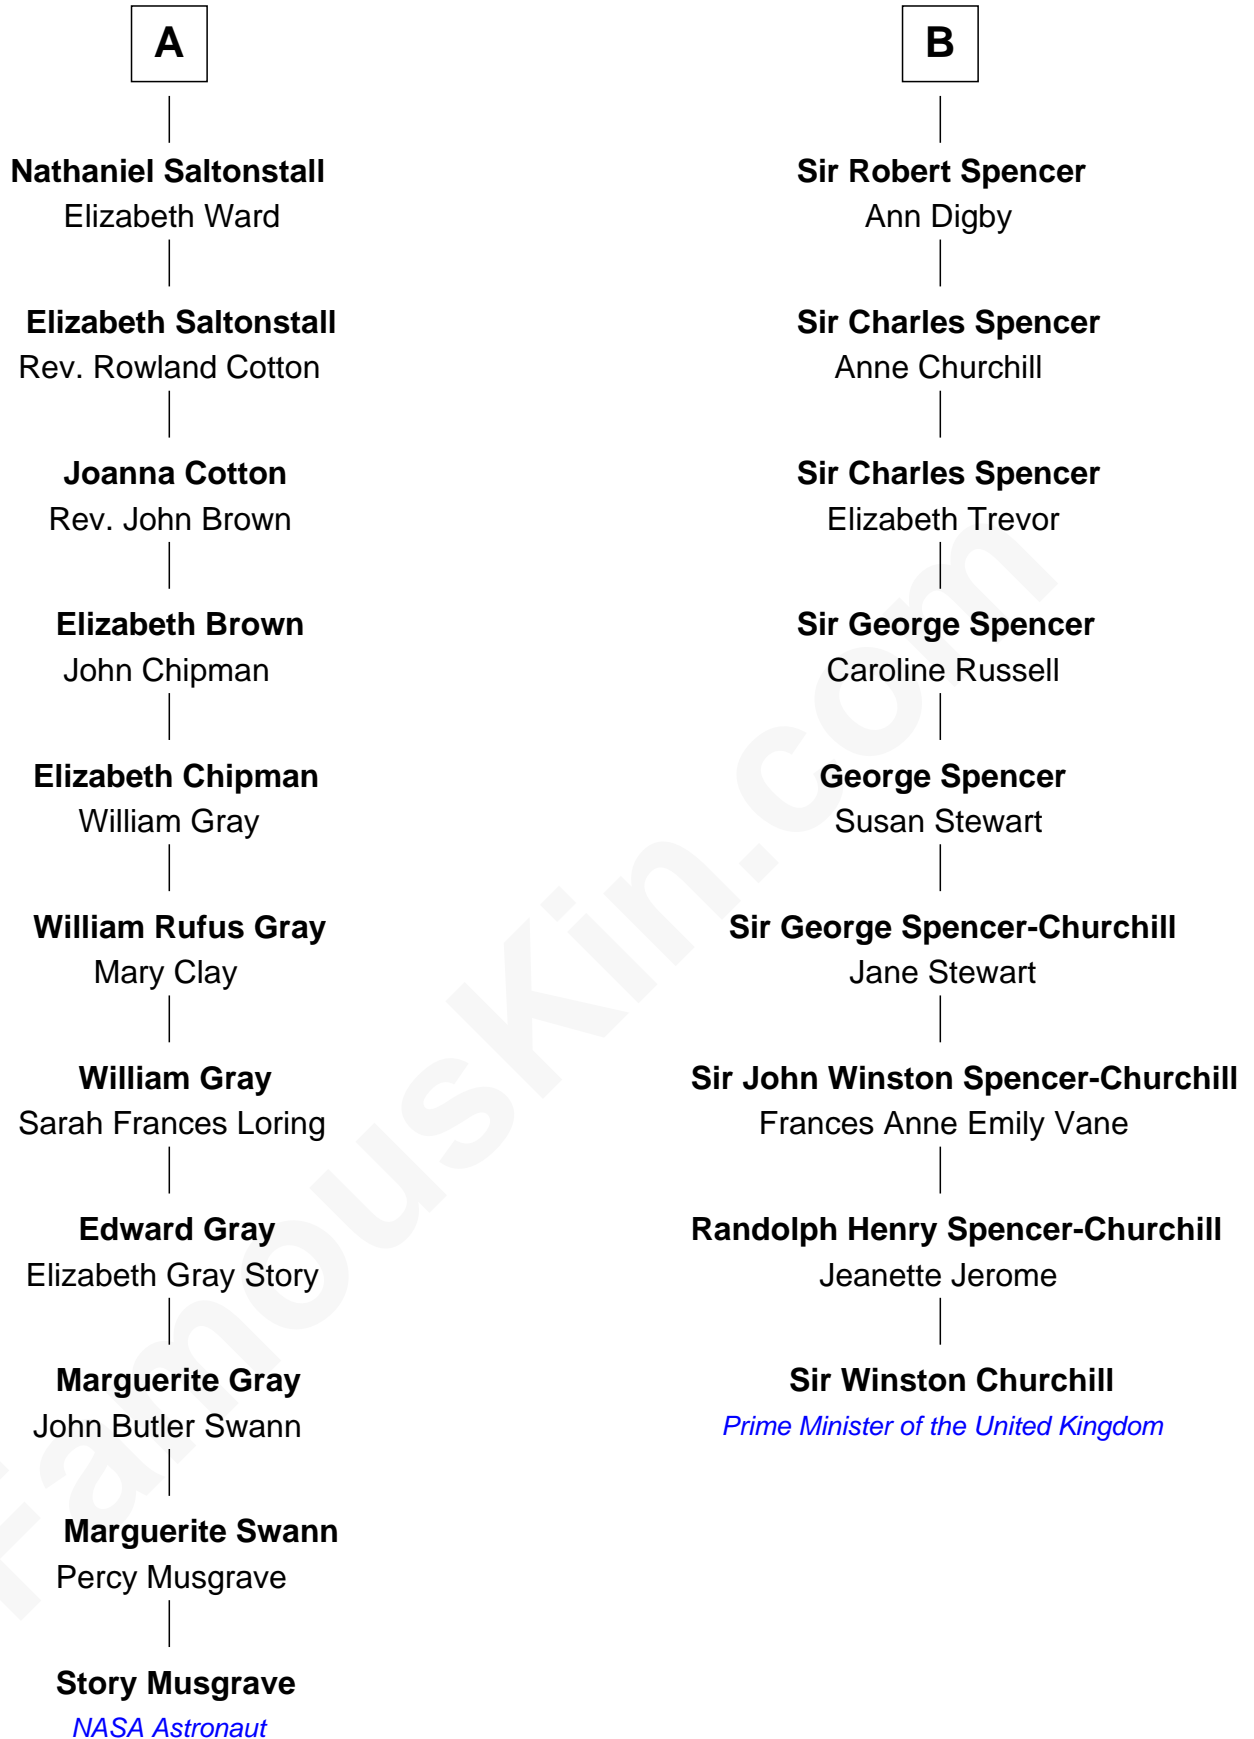 A
Nathaniel Saltonstall
Elizabeth Ward
Elizabeth Saltonstall
Rev. Rowland Cotton
Joanna Cotton
Rev. John Brown
Elizabeth Brown
John Chipman
Elizabeth Chipman
William Gray
William Rufus Gray
Mary Clay
William Gray
Sarah Frances Loring
Edward Gray
Elizabeth Gray Story
Marguerite Gray
John Butler Swann
Marguerite Swann
Percy Musgrave
Story Musgrave
NASA Astronaut
B
Sir Robert Spencer
Ann Digby
Sir Charles Spencer
Anne Churchill
Sir Charles Spencer
Elizabeth Trevor
Sir George Spencer
Caroline Russell
George Spencer
Susan Stewart
Sir George Spencer-Churchill
Jane Stewart
Sir John Winston Spencer-Churchill
Frances Anne Emily Vane
Randolph Henry Spencer-Churchill
Jeanette Jerome
Sir Winston Churchill
Prime Minister of the United Kingdom
FamousKin.com